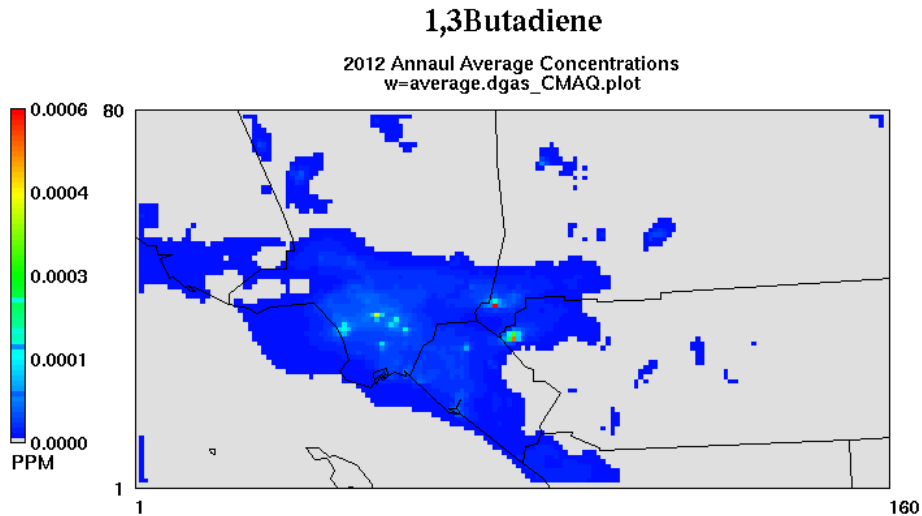 1,3Butadiene
2012 Annaul Average Concentrations
w=average.dgas_CMAQ.plot
0.0006
0.0004
0.0003
0.0001
0.0000
PPM
80
1
1
160